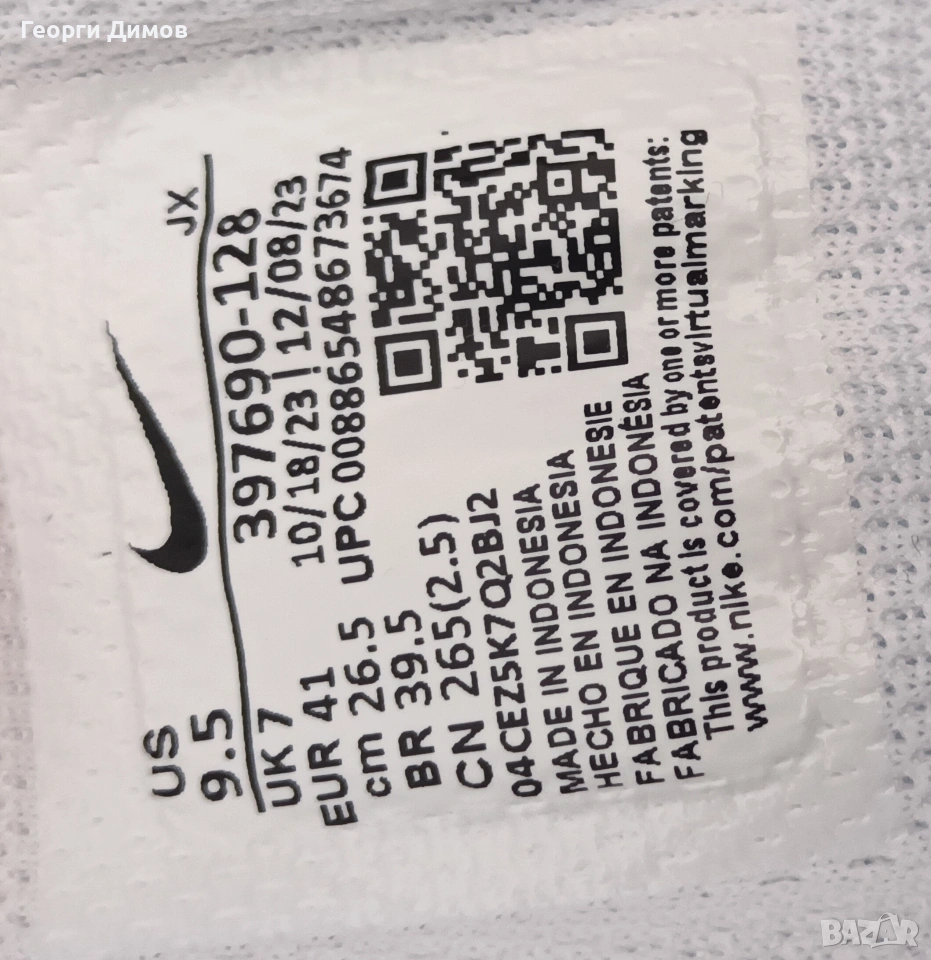 Георги Димов
US
9.5
JX
UK 7
397690-128
EUR 41
10/18/23|12/08/23
cm 26.5
UPC 00886548673674
BR 39.5
CN 265(2.5)
04CEZ5K7Q2BJ2
MADE IN INDONESIA
HECHO EN INDONESIA
FABRIQUE EN INDONESIE
FABRICADO NA INDONÉSIA
This product is covered by one or more patents:
www.nike.com/patentsvirtualmarking
BAZAR